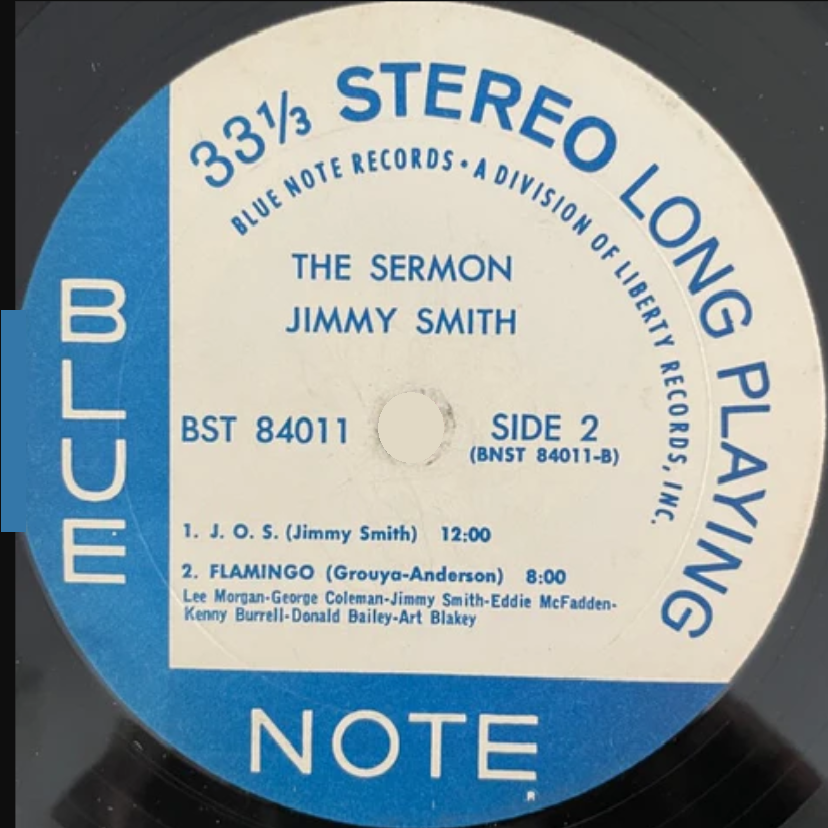 33⅓ STEREO LONG PLAYING
BLUE NOTE RECORDS • A DIVISION OF LIBERTY RECORDS, INC.
THE SERMON
JIMMY SMITH
BST 84011
SIDE 2
(BNST 84011-B)
1. J. O. S. (Jimmy Smith) 12:00
2. FLAMINGO (Grouya-Anderson) 8:00
Lee Morgan-George Coleman-Jimmy Smith-Eddie McFadden-
Kenny Burrell-Donald Bailey-Art Blakey
BLUE
NOTE
®